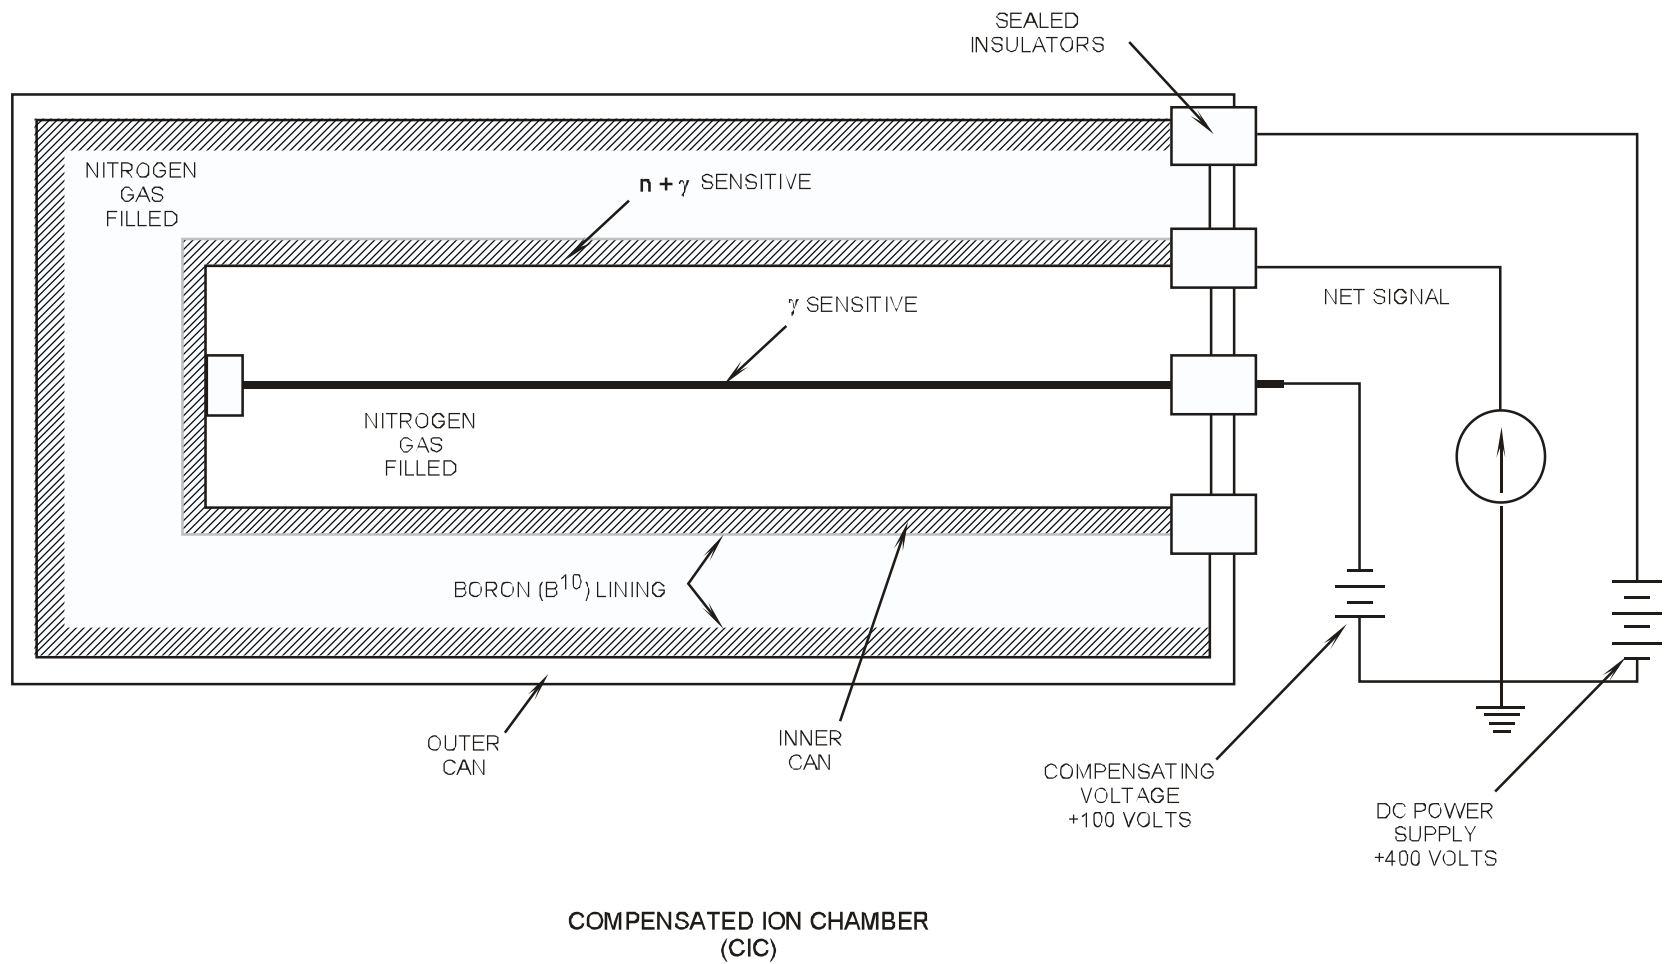 SEALED
INSULATORS
NITROGEN
GAS
FILLED
n + γ SENSITIVE
γ SENSITIVE
NET SIGNAL
NITROGEN
GAS
FILLED
BORON (B¹⁰) LINING
OUTER
CAN
INNER
CAN
COMPENSATING
VOLTAGE
+100 VOLTS
DC POWER
SUPPLY
+400 VOLTS
COMPENSATED ION CHAMBER
(CIC)